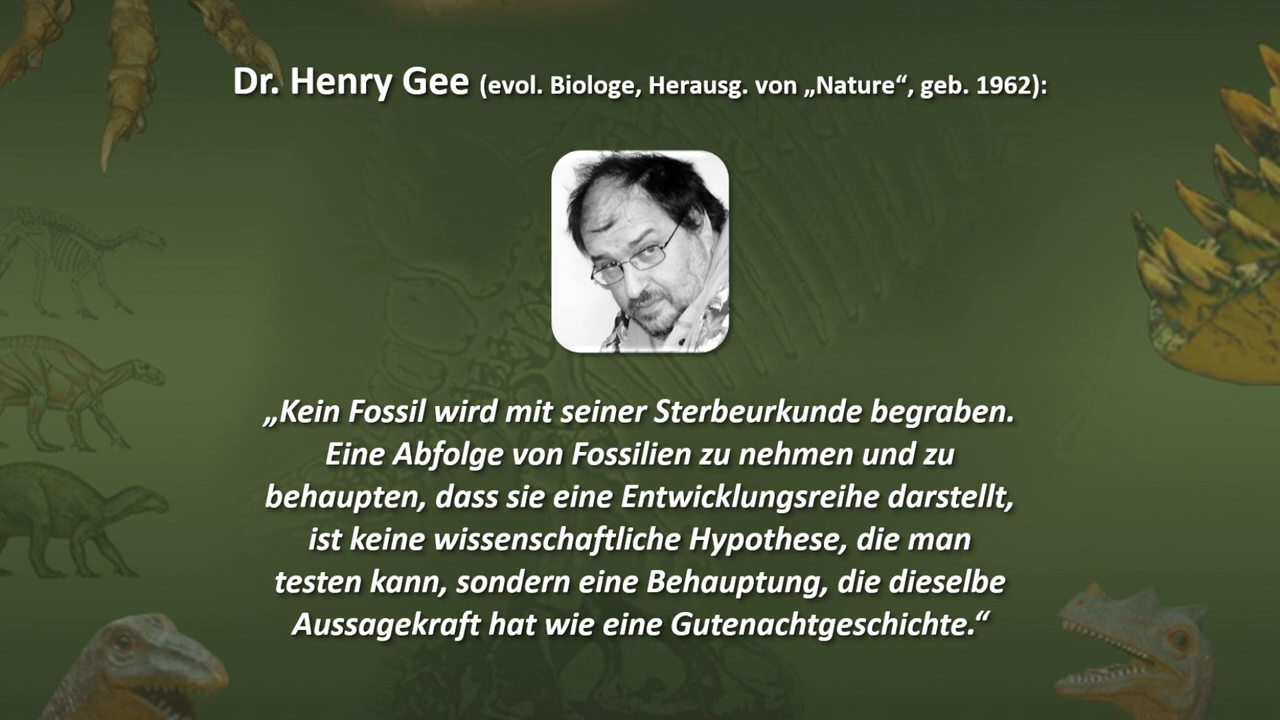 Dr. Henry Gee (evol. Biologe, Herausg. von „Nature“, geb. 1962):
„Kein Fossil wird mit seiner Sterbeurkunde begraben.
Eine Abfolge von Fossilien zu nehmen und zu
behaupten, dass sie eine Entwicklungsreihe darstellt,
ist keine wissenschaftliche Hypothese, die man
testen kann, sondern eine Behauptung, die dieselbe
Aussagekraft hat wie eine Gutenachtgeschichte.“